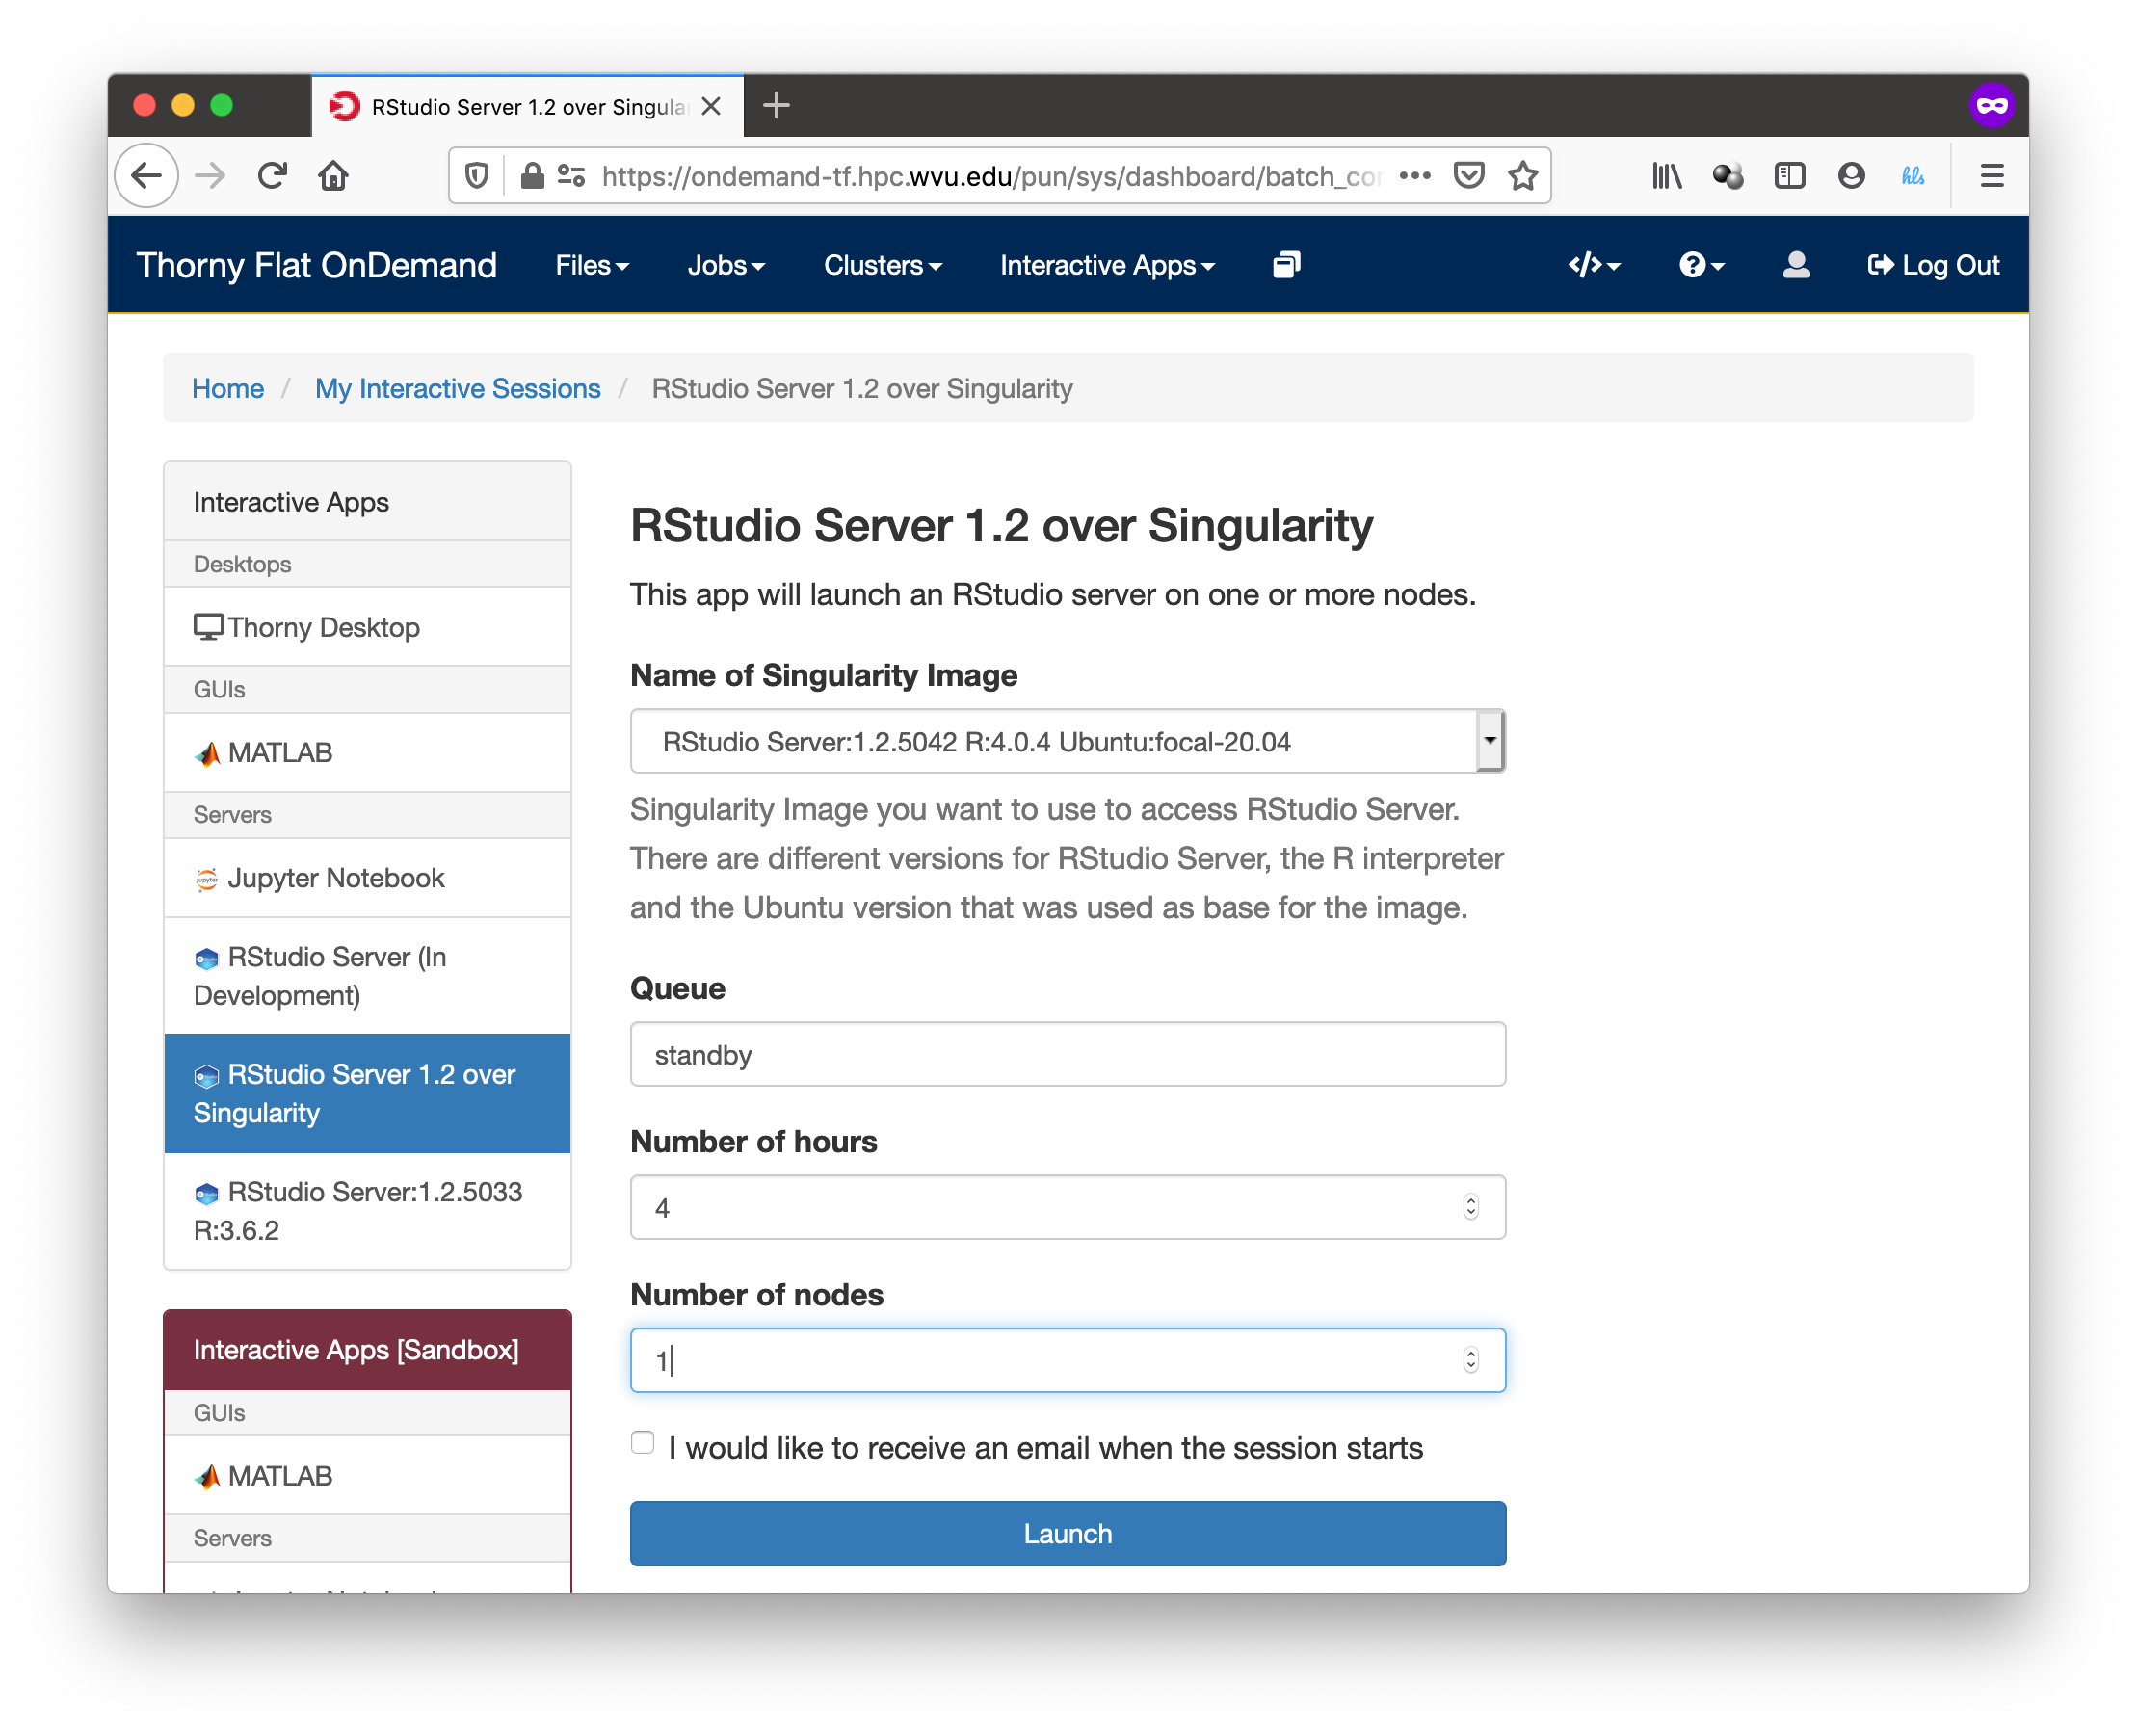 RStudio Server 1.2 over Singula
https://ondemand-tf.hpc.wvu.edu/pun/sys/dashboard/batch_co
hls
Thorny Flat OnDemand Files Jobs Clusters Interactive Apps Log Out
Home / My Interactive Sessions / RStudio Server 1.2 over Singularity
Interactive Apps
Desktops
Thorny Desktop
GUIs
MATLAB
Servers
Jupyter Notebook
RStudio Server (In
Development)
RStudio Server 1.2 over
Singularity
RStudio Server:1.2.5033
R:3.6.2
Interactive Apps [Sandbox]
GUIs
MATLAB
Servers
RStudio Server 1.2 over Singularity
This app will launch an RStudio server on one or more nodes.
Name of Singularity Image
RStudio Server:1.2.5042 R:4.0.4 Ubuntu:focal-20.04
Singularity Image you want to use to access RStudio Server.
There are different versions for RStudio Server, the R interpreter
and the Ubuntu version that was used as base for the image.
Queue
standby
Number of hours
4
Number of nodes
1
I would like to receive an email when the session starts
Launch